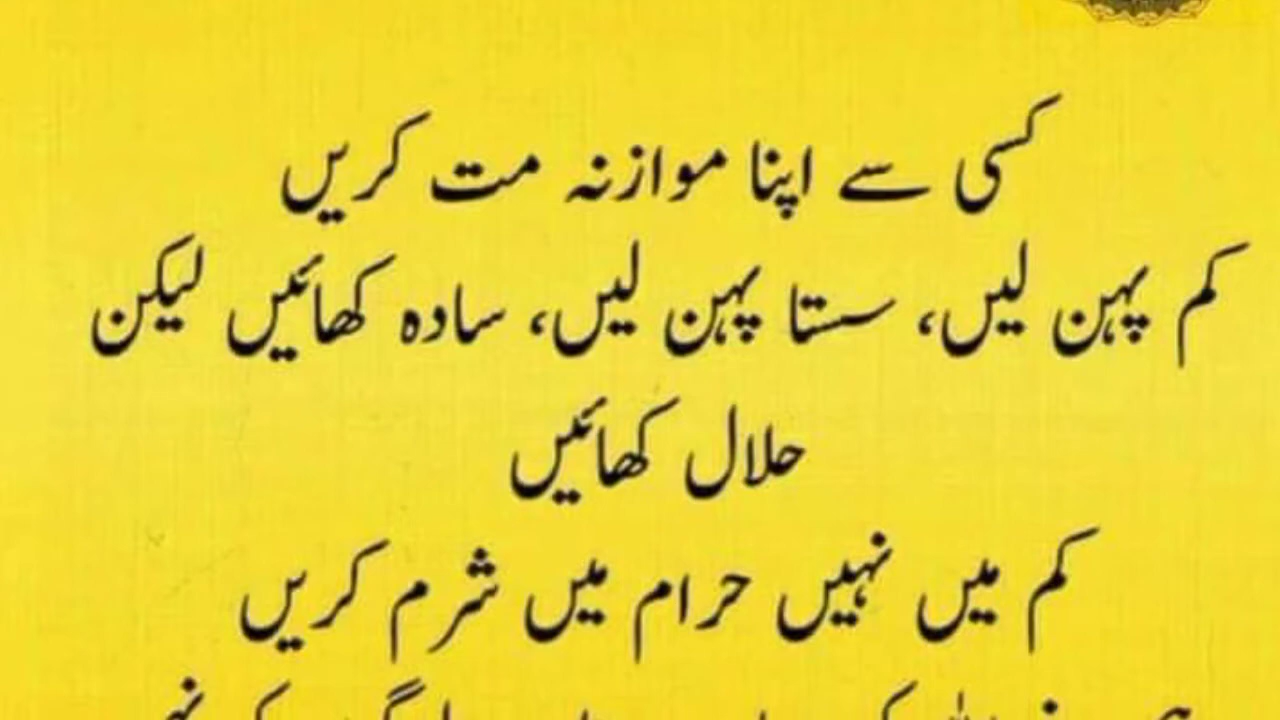 کسی سے اپنا موازنہ مت کریں
کم پہن لیں، سستا پہن لیں، سادہ کھائیں لیکن
حلال کھائیں
کم میں نہیں حرام میں شرم کریں